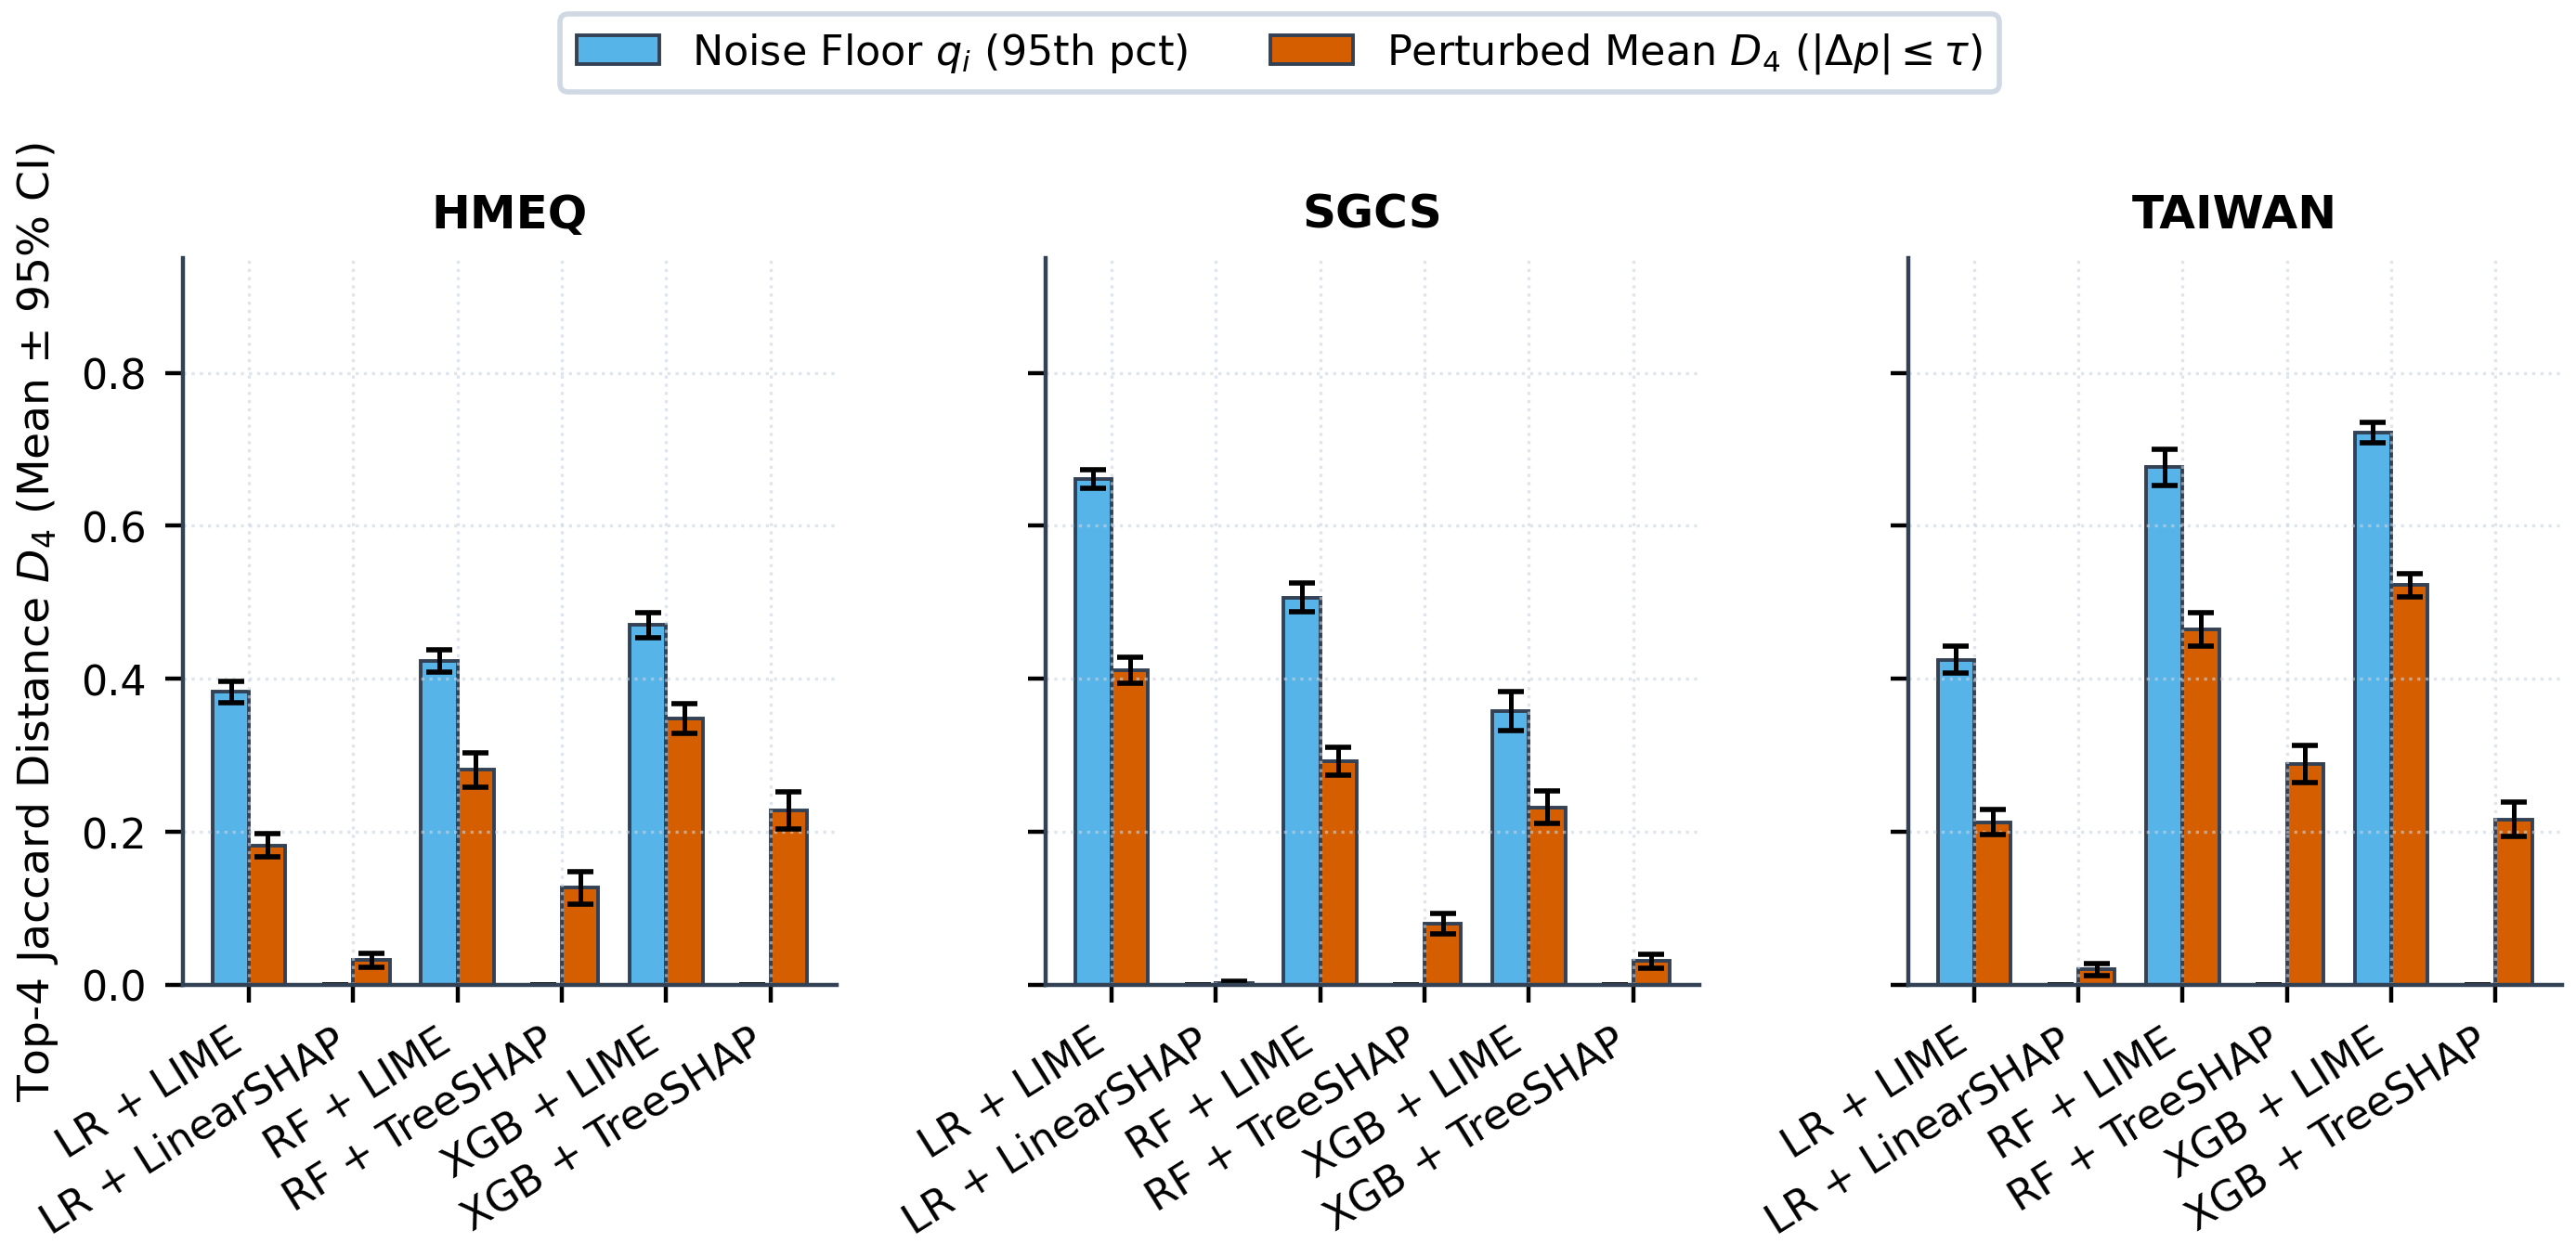 Noise Floor qᵢ (95th pct)
Perturbed Mean D₄ (|Δp| ≤ τ)
Top-4 Jaccard Distance D₄ (Mean ± 95% CI)
HMEQ
SGCS
TAIWAN
0.8
0.6
0.4
0.2
0.0
LR + LIME
LR + LinearSHAP
RF + LIME
RF + TreeSHAP
XGB + LIME
XGB + TreeSHAP
LR + LIME
LR + LinearSHAP
RF + LIME
RF + TreeSHAP
XGB + LIME
XGB + TreeSHAP
LR + LIME
LR + LinearSHAP
RF + LIME
RF + TreeSHAP
XGB + LIME
XGB + TreeSHAP